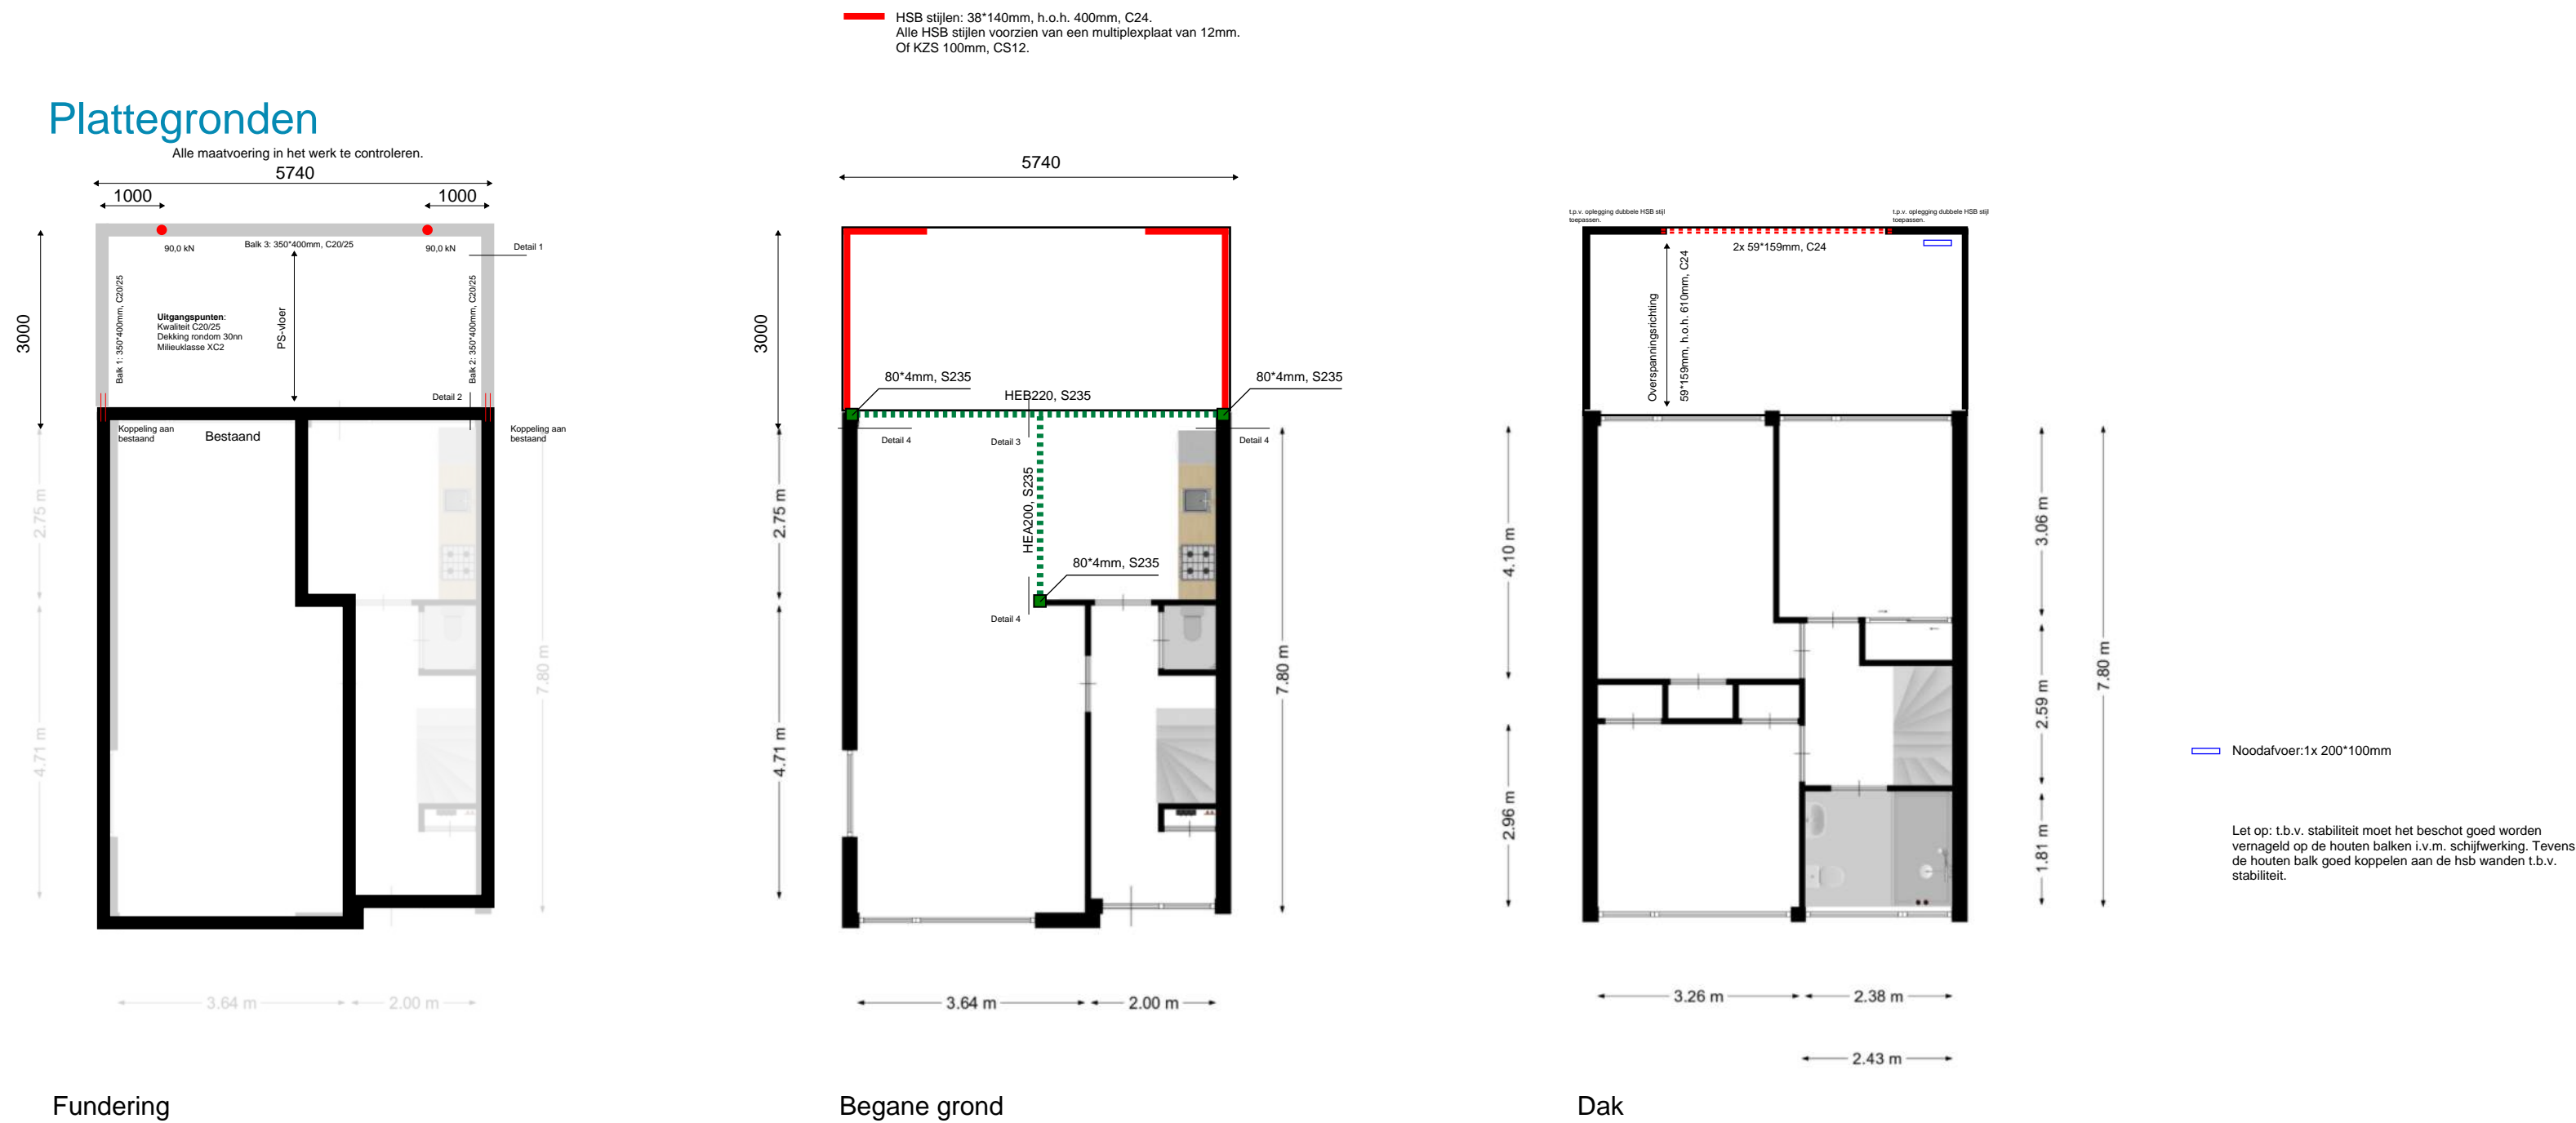 HSB stijlen: 38*140mm, h.o.h. 400mm, C24.
Alle HSB stijlen voorzien van een multiplexplaat van 12mm.
Of KZS 100mm, CS12.
Plattegronden
Alle maatvoering in het werk te controleren.
5740
1000
1000
3000
90,0 kN
Balk 3: 350*400mm, C20/25
90,0 kN
Detail 1
Balk 1: 350*400mm, C20/25
Uitgangspunten:
Kwaliteit C20/25
Dekking rondom 30nn
Milieuklasse XC2
PS-vloer
Balk 2: 350*400mm, C20/25
Detail 2
Koppeling aan
bestaand
Bestaand
Koppeling aan
bestaand
2.75 m
4.71 m
7.80 m
3.64 m
2.00 m
Fundering
5740
3000
80*4mm, S235
80*4mm, S235
HEB220, S235
Detail 4
Detail 3
Detail 4
HEA200, S235
80*4mm, S235
Detail 4
2.75 m
4.71 m
7.80 m
3.64 m
2.00 m
Begane grond
t.p.v. oplegging dubbele HSB stijl
toepassen.
t.p.v. oplegging dubbele HSB stijl
toepassen.
2x 59*159mm, C24
Overspanningsrichting
59*159mm, h.o.h. 610mm, C24
4.10 m
2.96 m
3.06 m
2.59 m
1.81 m
7.80 m
3.26 m
2.38 m
2.43 m
Dak
Noodafvoer:1x 200*100mm
Let op: t.b.v. stabiliteit moet het beschot goed worden
vernageld op de houten balken i.v.m. schijfwerking. Tevens
de houten balk goed koppelen aan de hsb wanden t.b.v.
stabiliteit.